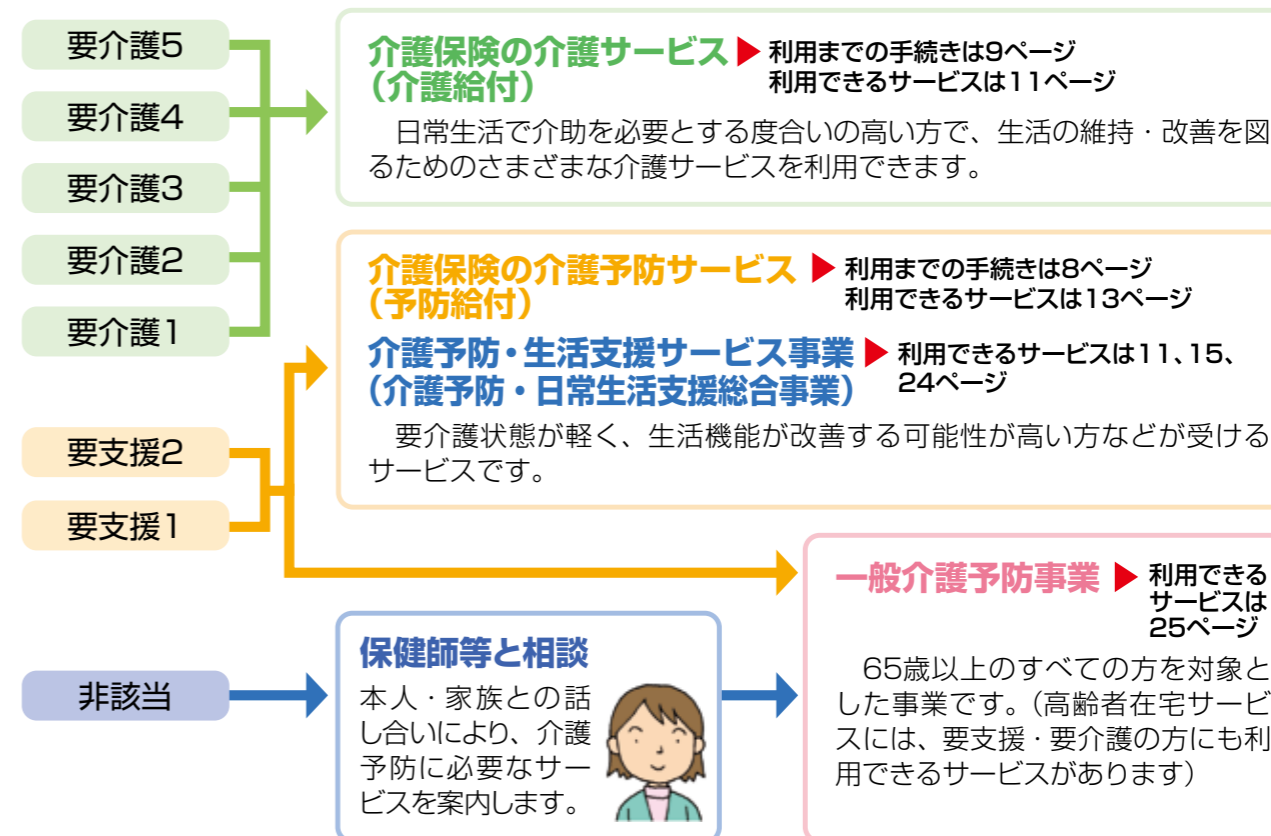 要介護5
要介護4
要介護3
要介護2
要介護1
介護保険の介護サービス▶利用までの手続きは9ページ
(介護給付) 利用できるサービスは11ページ
日常生活で介助を必要とする度合いの高い方で、生活の維持・改善を図
るためのさまざまな介護サービスを利用できます。
要支援2
要支援1
介護保険の介護予防サービス▶利用までの手続きは8ページ
(予防給付) 利用できるサービスは13ページ
介護予防・生活支援サービス事業▶利用できるサービスは11、15、
(介護予防・日常生活支援総合事業) 24ページ
要介護状態が軽く、生活機能が改善する可能性が高い方などが受ける
サービスです。
非該当
保健師等と相談
本人・家族との話
し合いにより、介護
予防に必要なサー
ビスを案内します。
一般介護予防事業▶利用できる
サービスは
25ページ
65歳以上のすべての方を対象と
した事業です。(高齢者在宅サービ
スには、要支援・要介護の方にも利
用できるサービスがあります)